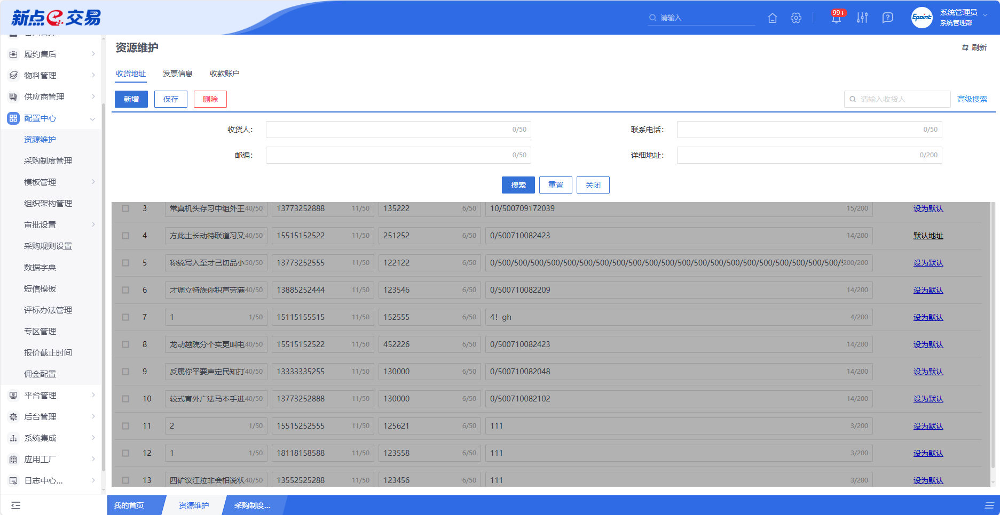 新点e交易
请输入
99+
Epoint
系统管理员
系统管理部
合同管理
履约售后
物料管理
供应商管理
配置中心
资源维护
采购制度管理
模板管理
组织架构管理
审批设置
采购规则设置
数据字典
短信模板
评标办法管理
专区管理
报价截止时间
佣金配置
平台管理
后台管理
系统集成
应用工厂
日志中心...
资源维护
刷新
收货地址 发票信息 收款账户
新增 保存 删除 请输入收货人 高级搜索
收货人： 0/50 联系电话： 0/50
邮编： 0/50 详细地址： 0/200
搜索 重置 关闭
3 常真机头存习中组外王 40/50 13773252888 11/50 135222 6/50 10/500709172039 15/200 设为默认
4 方此土长动特联道习又 40/50 15515152522 11/50 251252 6/50 0/500710082423 14/200 默认地址
5 称统写入至才己切品小 50/50 13773252555 11/50 122122 6/50 0/500/500/500/500/500/500/500/500/500/500/500/500/500/500/500/500/500/500/500/500/500/ 200/200 设为默认
6 才调立特族你积声劳满 40/50 13885252444 11/50 123546 6/50 0/500710082209 14/200 设为默认
7 1 1/50 15115155515 11/50 152555 6/50 4！gh 4/200 设为默认
8 龙动越院分个实更叫电 40/50 15515152522 11/50 452226 6/50 0/500710082423 14/200 设为默认
9 反属你平要声定民知打 40/50 13333335255 11/50 130000 6/50 0/500710082048 14/200 设为默认
10 较式育外广法马本手进 40/50 13773252888 11/50 130000 6/50 0/500710082102 14/200 设为默认
11 2 1/50 15515252555 11/50 125621 6/50 111 3/200 设为默认
12 1 1/50 18118158588 11/50 123558 6/50 111 3/200 设为默认
13 四矿议江拉非会相说状 40/50 13552525288 11/50 123456 6/50 111 3/200 设为默认
我的首页 资源维护 采购制度...